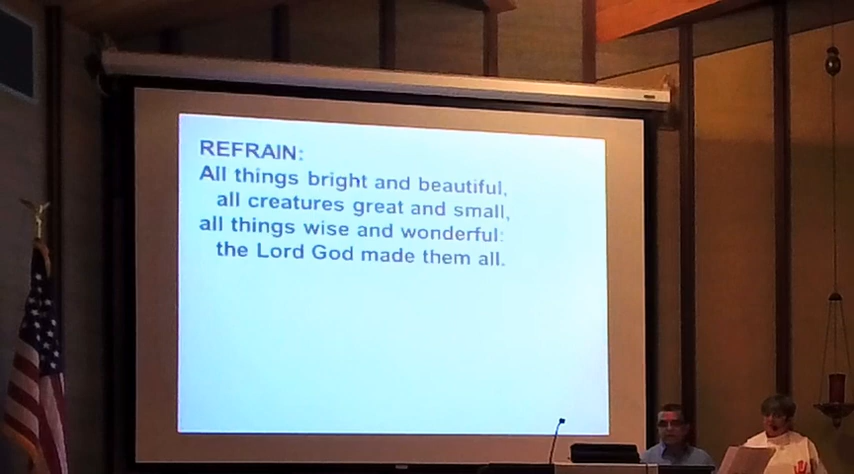 REFRAIN:
All things bright and beautiful,
all creatures great and small,
all things wise and wonderful:
the Lord God made them all.